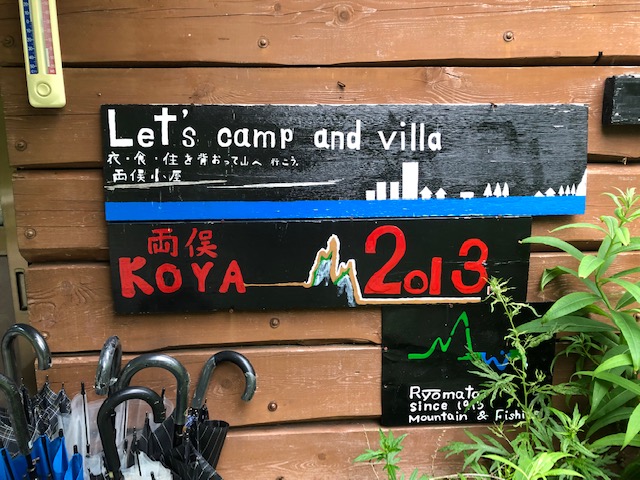 Let's camp and villa
衣・食・住を背おって山へ 行こう。
両俣小屋
両俣
KOYA 2013
Ryomata
since
Mountain & Fishi